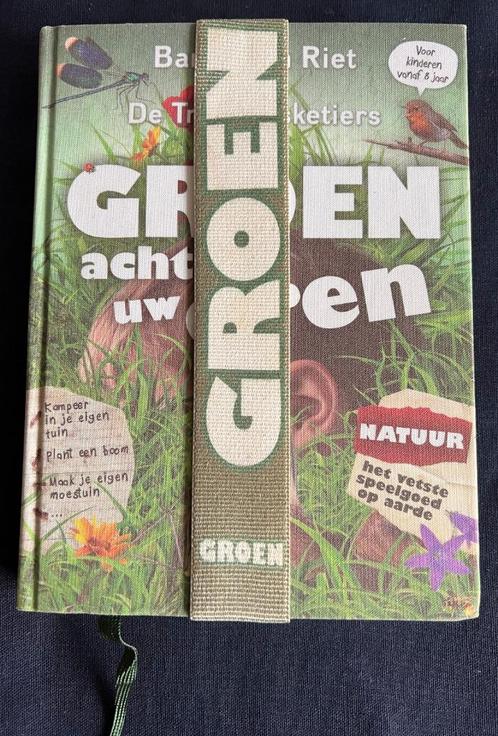 Ba Riet
De Tr sketiers
Voor
kinderen
vanaf 8 jaar
GR EN
acht
uw en
GROEN
GROEN
Kampeer
in je eigen
tuin
Plant een boom
Maak je eigen
moestuin
...
NATUUR
het vetste
speelgoed
op aarde